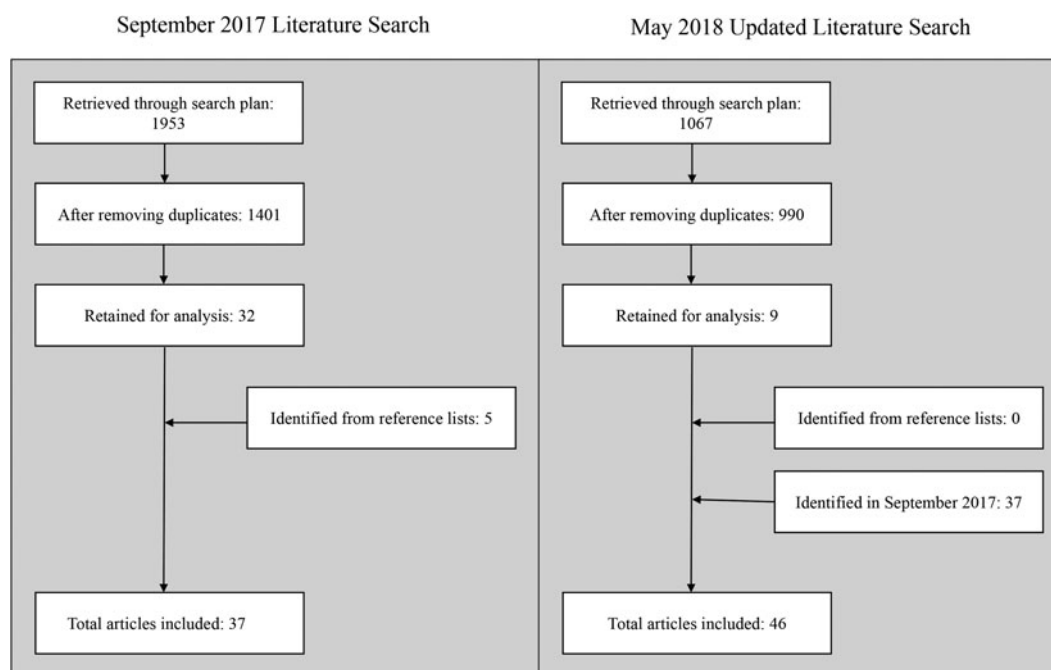 September 2017 Literature Search
Retrieved through search plan:
1953
After removing duplicates: 1401
Retained for analysis: 32
Identified from reference lists: 5
Total articles included: 37
May 2018 Updated Literature Search
Retrieved through search plan:
1067
After removing duplicates: 990
Retained for analysis: 9
Identified from reference lists: 0
Identified in September 2017: 37
Total articles included: 46